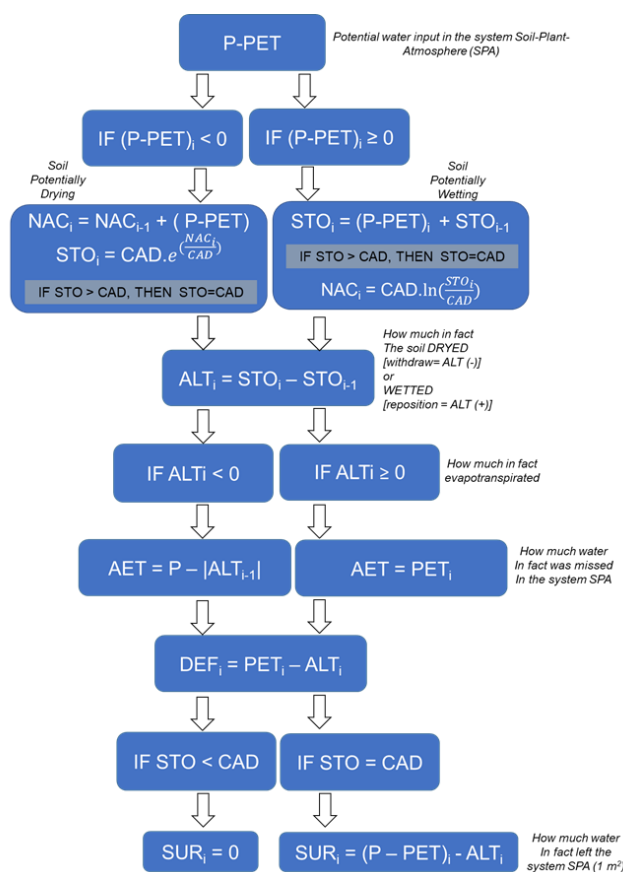 P-PET
Potential water input in the system Soil-Plant-
Atmosphere (SPA)
IF (P-PET)ᵢ < 0
IF (P-PET)ᵢ ≥ 0
Soil
Potentially
Drying
Soil
Potentially
Wetting
NACᵢ = NACᵢ₋₁ + ( P-PET)
STOᵢ = CAD.e^(NACᵢ/CAD)
IF STO > CAD, THEN STO=CAD
STOᵢ = (P-PET)ᵢ + STOᵢ₋₁
IF STO > CAD, THEN STO=CAD
NACᵢ = CAD.ln(STOᵢ/CAD)
ALTᵢ = STOᵢ – STOᵢ₋₁
How much in fact
The soil DRYED
[withdraw= ALT (-)]
or
WETTED
[reposition = ALT (+)]
IF ALTi < 0
IF ALTi ≥ 0
How much in fact
evapotranspirated
AET = P – |ALTᵢ₋₁|
AET = PETᵢ
How much water
In fact was missed
In the system SPA
DEFᵢ = PETᵢ – ALTᵢ
IF STO < CAD
IF STO = CAD
SURᵢ = 0
SURᵢ = (P – PET)ᵢ - ALTᵢ
How much water
In fact left the
system SPA (1 m²)